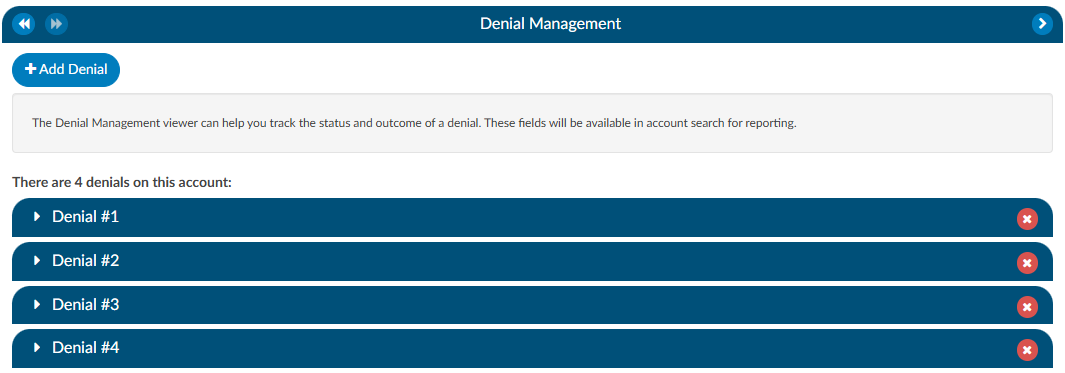 Denial Management
Add Denial
The Denial Management viewer can help you track the status and outcome of a denial. These fields will be available in account search for reporting.
There are 4 denials on this account:
Denial #1
Denial #2
Denial #3
Denial #4